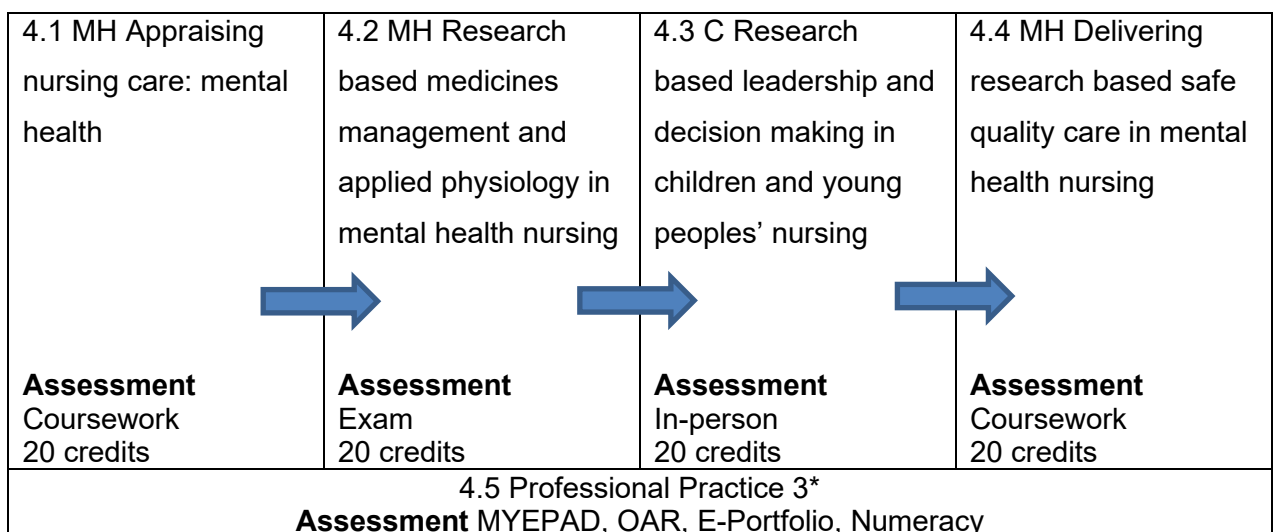 4.1 MH Appraising
nursing care: mental
health
Assessment
Coursework
20 credits
4.2 MH Research
based medicines
management and
applied physiology in
mental health nursing
Assessment
Exam
20 credits
4.3 C Research
based leadership and
decision making in
children and young
peoples’ nursing
Assessment
In-person
20 credits
4.4 MH Delivering
research based safe
quality care in mental
health nursing
Assessment
Coursework
20 credits
4.5 Professional Practice 3*
Assessment MYEPAD, OAR, E-Portfolio, Numeracy